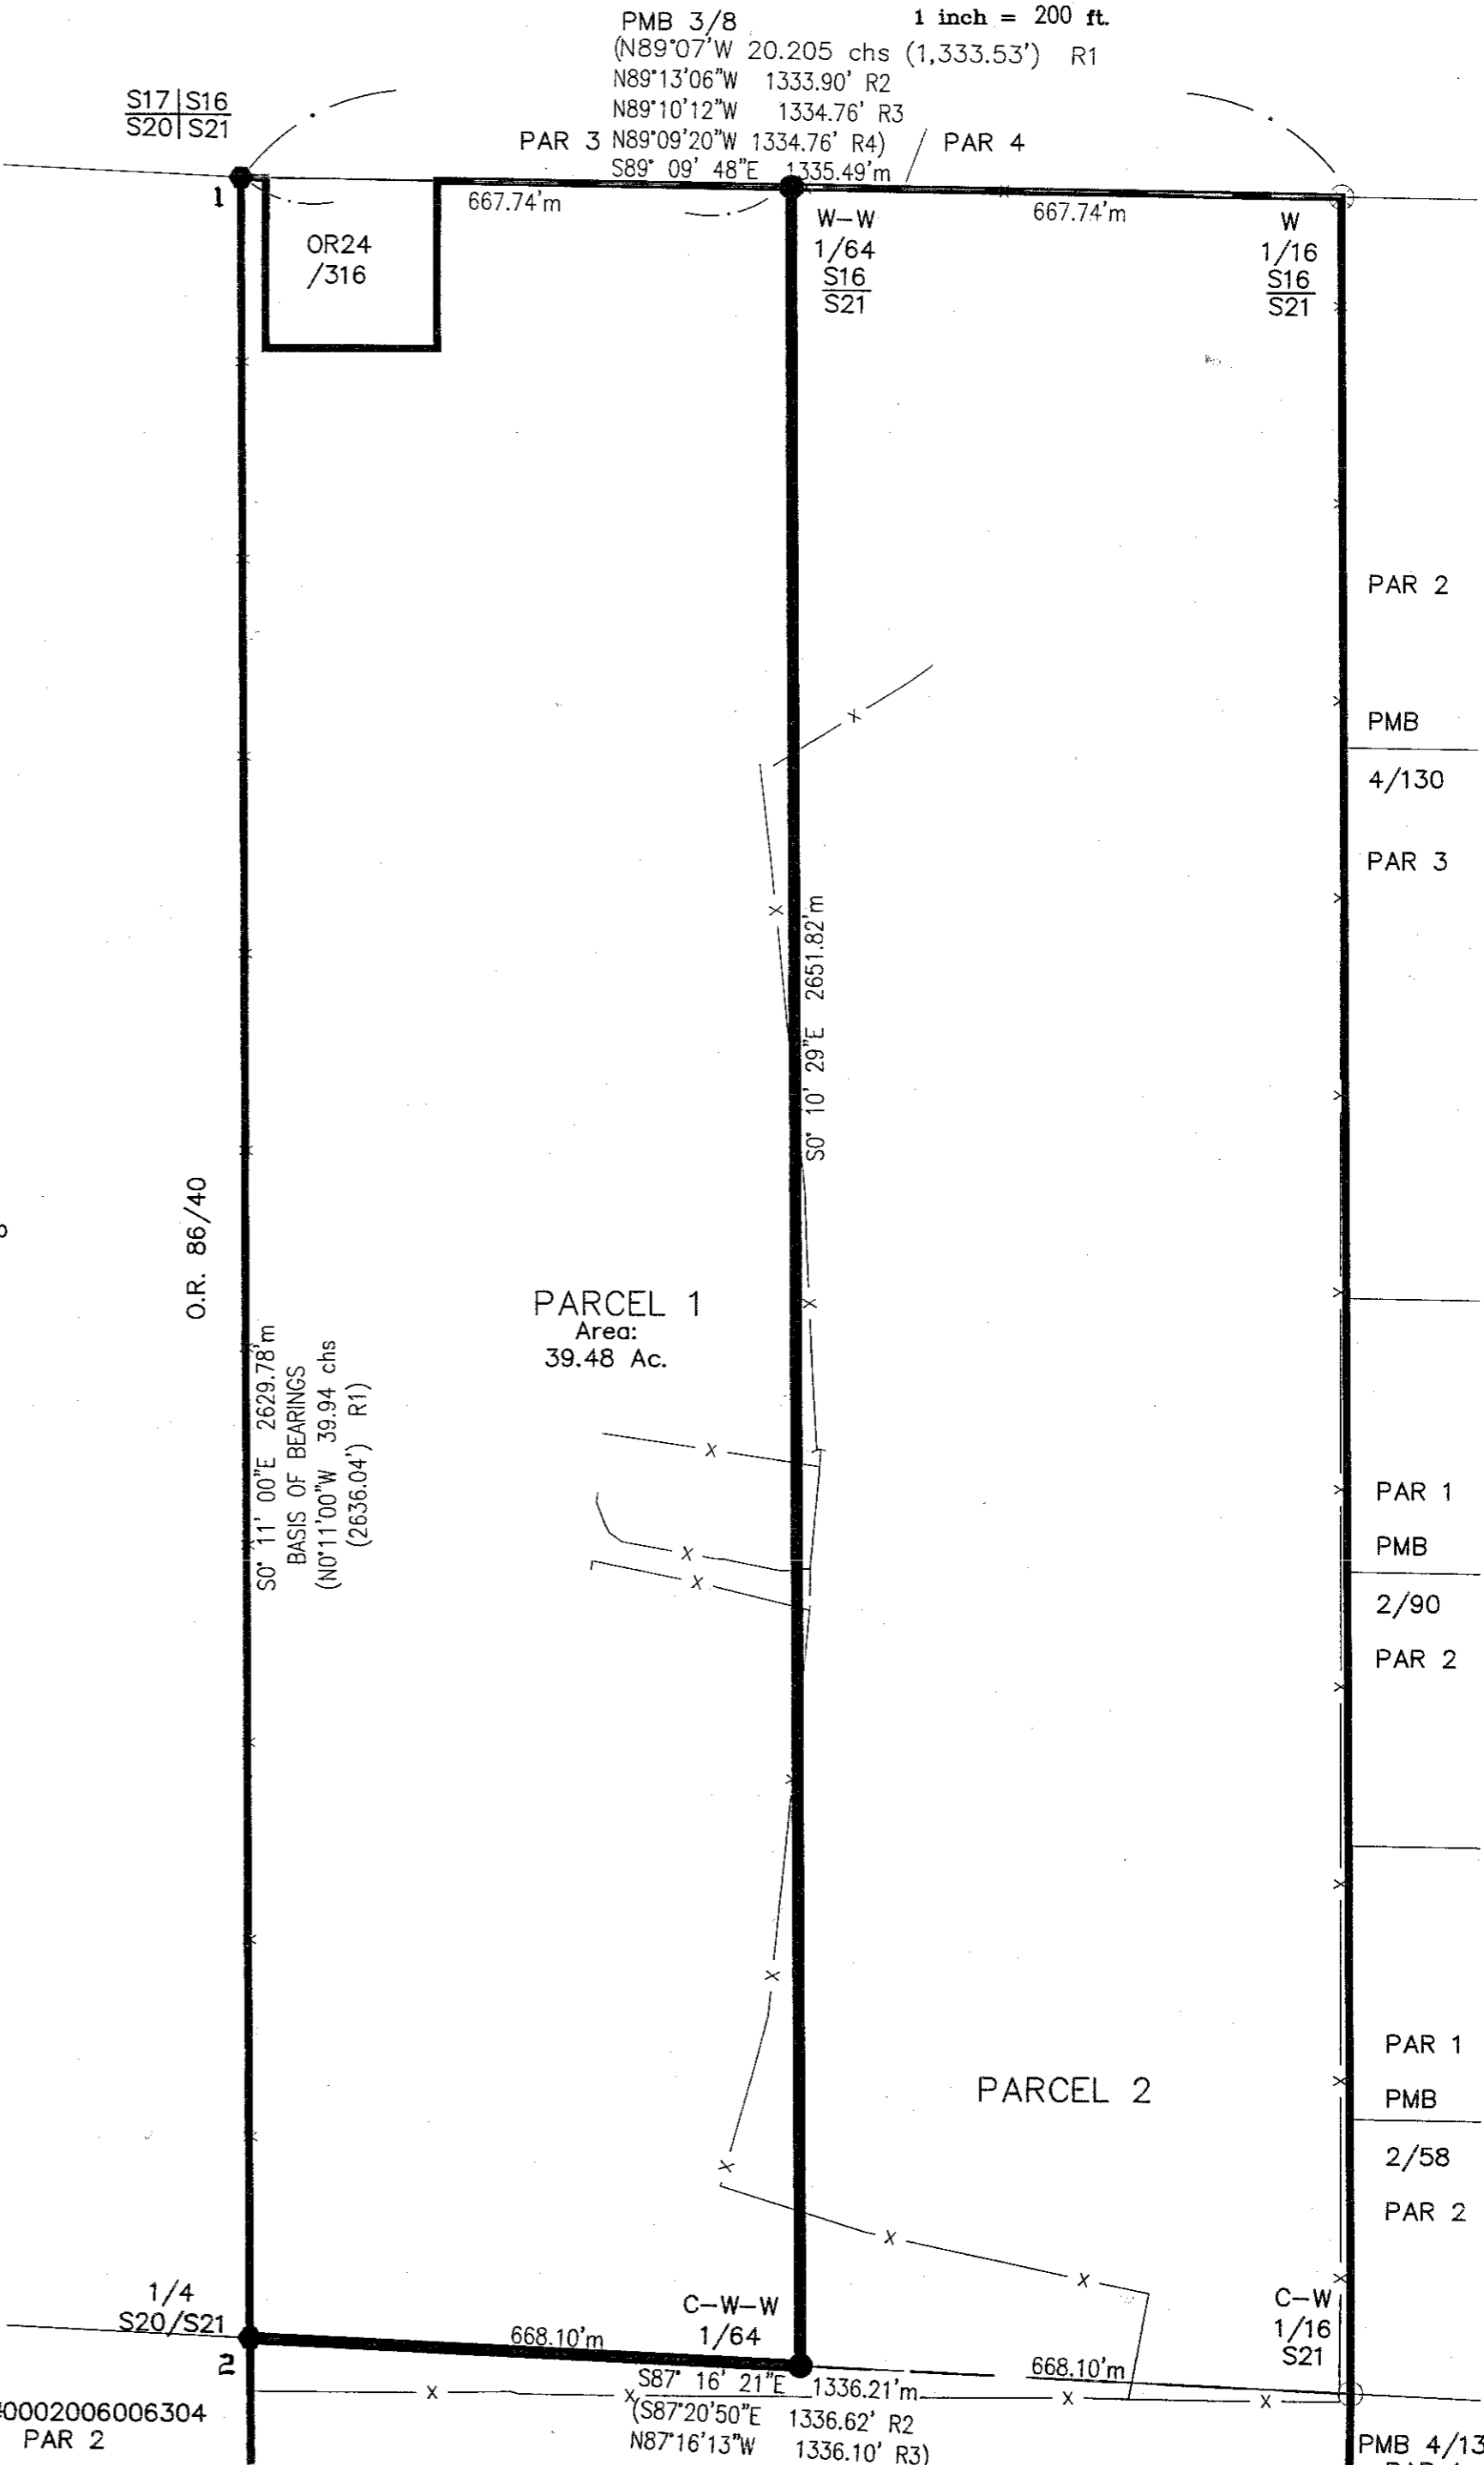 PMB 3/8
1 inch = 200 ft.
(N89°07'W 20.205 chs (1,333.53') R1
N89°13'06"W 1333.90' R2
N89°10'12"W 1334.76' R3
PAR 3 N89°09'20"W 1334.76' R4) PAR 4
S89° 09' 48"E 1335.49'm
S17 S16
S20 S21
1
667.74'm
667.74'm
OR24
/316
W-W
1/64
S16
S21
W
1/16
S16
S21
PAR 2
PMB
4/130
PAR 3
S0° 10' 29"E 2651.82'm
O.R. 86/40
PARCEL 1
Area:
39.48 Ac.
S0° 11' 00"E 2629.78'm
BASIS OF BEARINGS
(N0°11'00"W 39.94 chs
(2636.04') R1)
PAR 1
PMB
2/90
PAR 2
PARCEL 2
PAR 1
PMB
2/58
PAR 2
1/4
S20/S21
2
C-W-W
1/64
C-W
1/16
S21
668.10'm
668.10'm
S87° 16' 21"E 1336.21'm
(S87°20'50"E 1336.62' R2
N87°16'13"W 1336.10' R3)
0002006006304
PAR 2
PMB 4/13